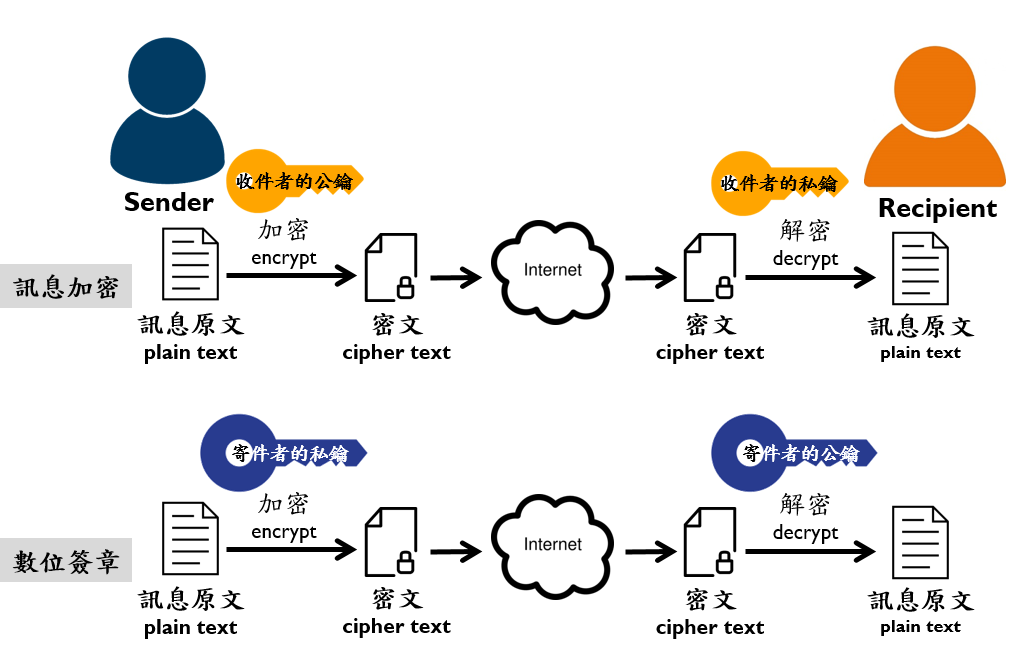 Sender
Recipient
收件者的公鑰
收件者的私鑰
加密
encrypt
解密
decrypt
Internet
訊息加密
訊息原文
plain text
密文
cipher text
密文
cipher text
訊息原文
plain text
寄件者的私鑰
寄件者的公鑰
加密
encrypt
解密
decrypt
Internet
數位簽章
訊息原文
plain text
密文
cipher text
密文
cipher text
訊息原文
plain text